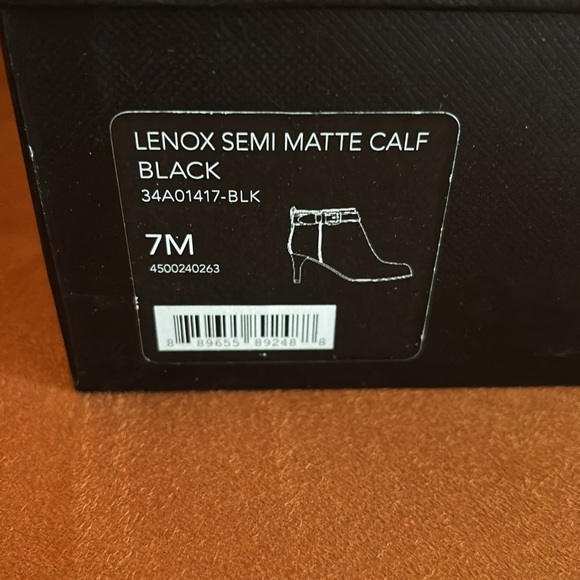 LENOX SEMI MATTE CALF
BLACK
34A01417-BLK
7M
4500240263
8 89655 89248 8